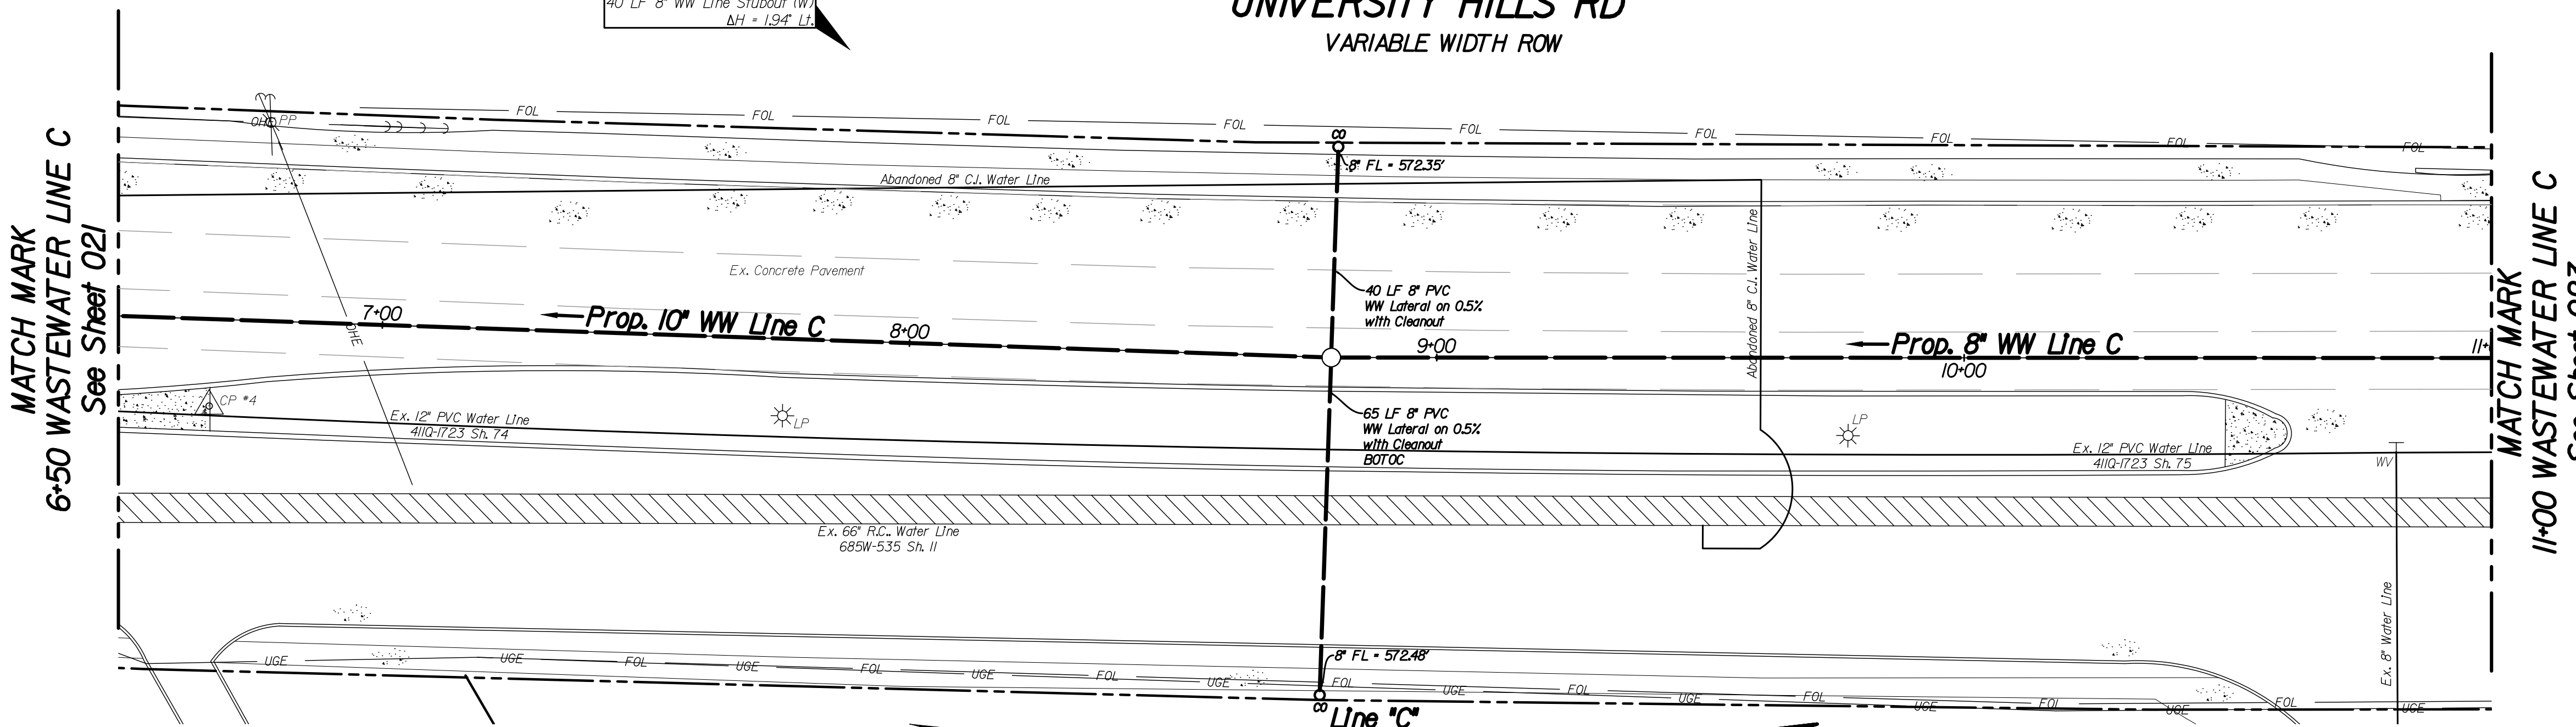 40 LF 8" WW Line Stubout (W)
ΔH = 1.94° Lt.
UNIVERSITY HILLS RD
VARIABLE WIDTH ROW
MATCH MARK
6+50 WASTEWATER LINE C
See Sheet 021
OHE
PP
FOL
FOL
FOL
FOL
FOL
FOL
FOL
FOL
FOL
CO
8" FL = 572.35'
Abandoned 8" C.I. Water Line
Abandoned 8" C.I. Water Line
Ex. Concrete Pavement
40 LF 8" PVC
WW Lateral on 0.5%
with Cleanout
7+00
Prop. 10" WW Line C
8+00
OHE
9+00
Prop. 8" WW Line C
10+00
11+
CP #4
Ex. 12" PVC Water Line
411Q-1723 Sh. 74
LP
65 LF 8" PVC
WW Lateral on 0.5%
with Cleanout
BOTOC
LP
Ex. 12" PVC Water Line
411Q-1723 Sh. 75
WV
Ex. 66" R.C.. Water Line
685W-535 Sh. 11
Ex. 8" Water Line
UGE
UGE
FOL
UGE
FOL
UGE
FOL
UGE
FOL
UGE
FOL
UGE
FOL
UGE
FOL
UGE
FOL
UGE
8" FL = 572.48'
CO
Line "C"
MATCH MARK
11+00 WASTEWATER LINE C